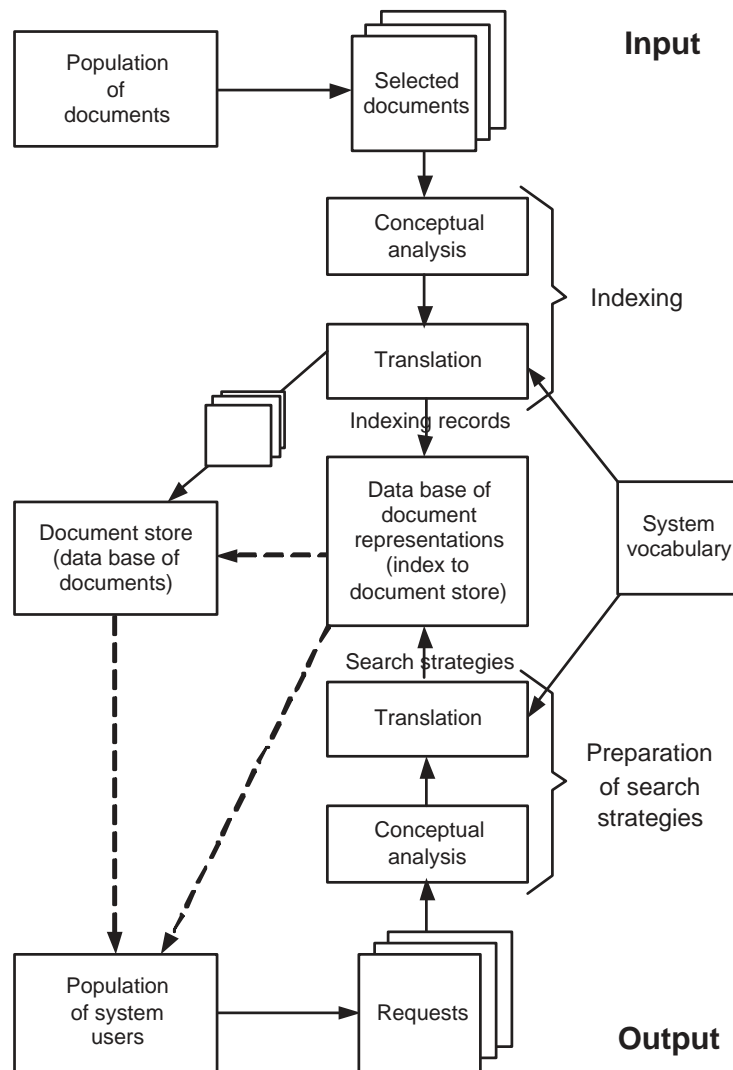 Input
Population
of
documents
Selected
documents
Conceptual
analysis
Indexing
Translation
Indexing records
Data base of
document
representations
(index to
document store)
System
vocabulary
Document store
(data base of
documents)
Search strategies
Translation
Preparation
of search
strategies
Conceptual
analysis
Population
of system
users
Requests
Output